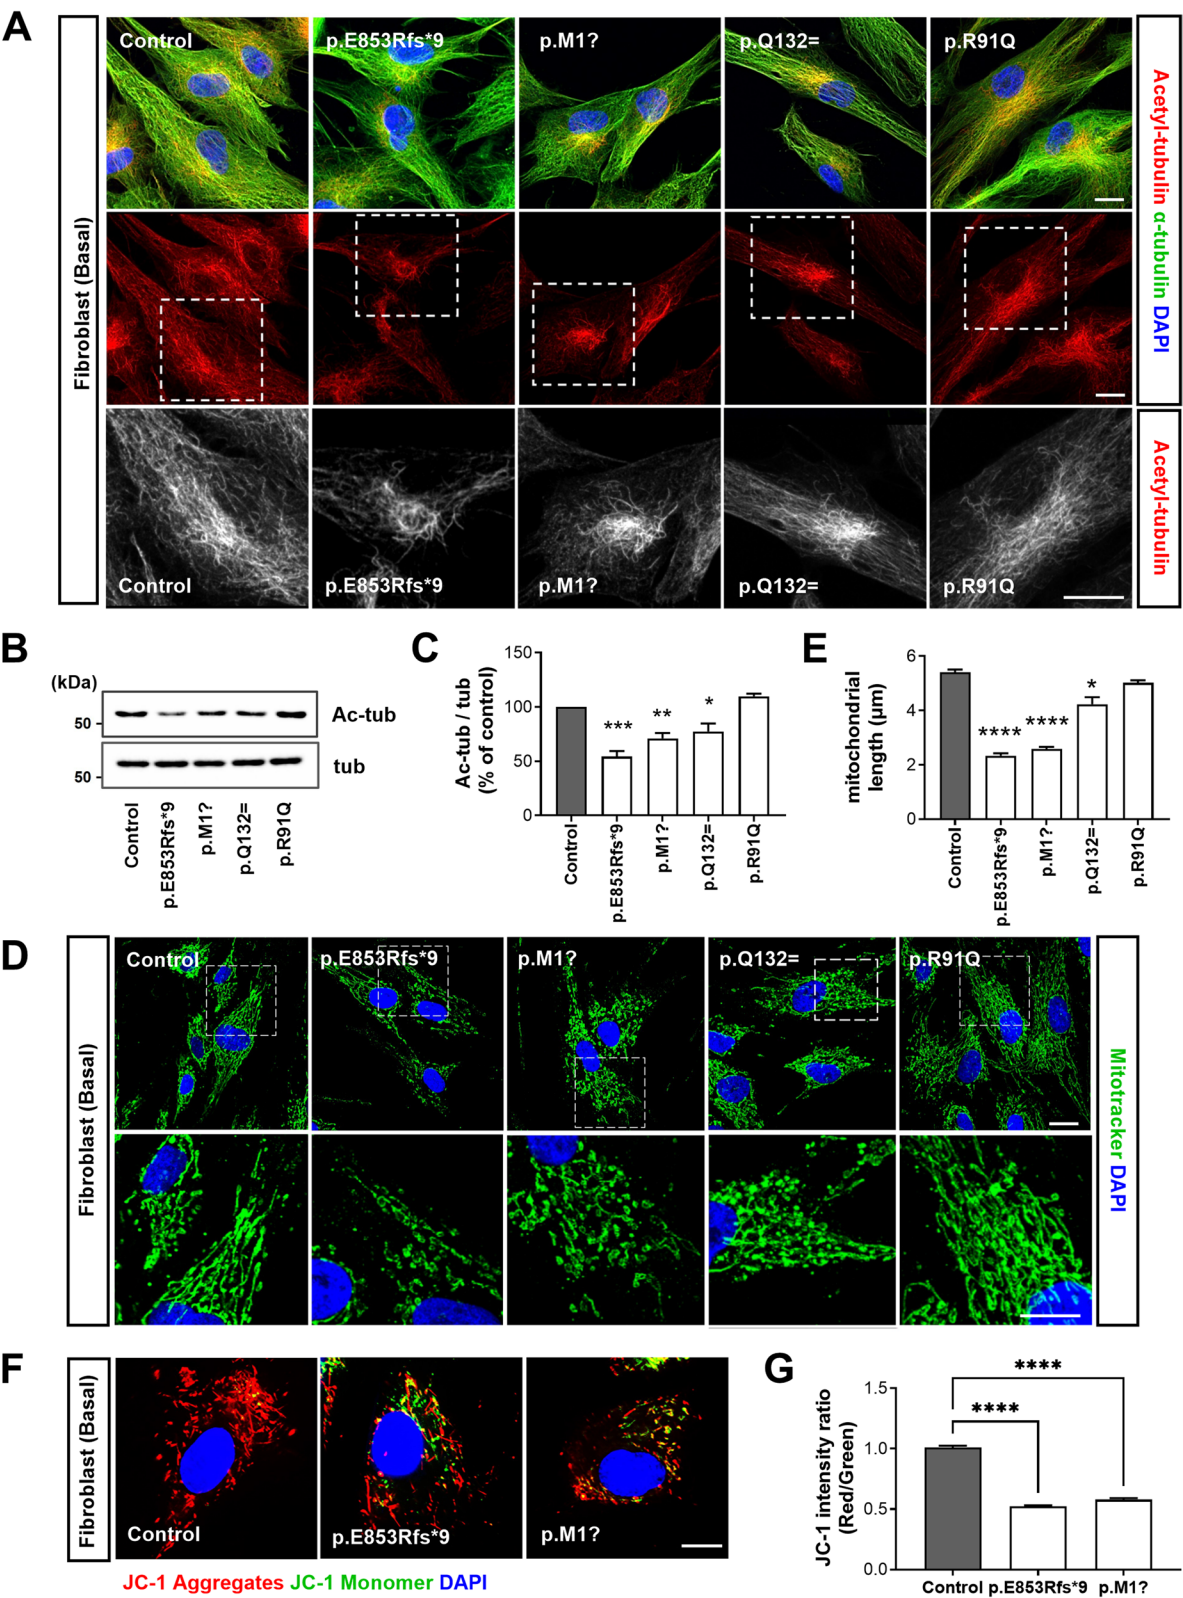 A
Fibroblast (Basal)
Control
p.E853Rfs*9
p.M1?
p.Q132=
p.R91Q
Acetyl-tubulin α-tubulin DAPI
Control
p.E853Rfs*9
p.M1?
p.Q132=
p.R91Q
Acetyl-tubulin
B
(kDa)
50
Ac-tub
50
tub
Control
p.E853Rfs*9
p.M1?
p.Q132=
p.R91Q
C
Ac-tub / tub
(% of control)
150
100
50
0
***
**
*
Control
p.E853Rfs*9
p.M1?
p.Q132=
p.R91Q
E
mitochondrial
length (μm)
6
4
2
0
****
****
*
Control
p.E853Rfs*9
p.M1?
p.Q132=
p.R91Q
D
Fibroblast (Basal)
Control
p.E853Rfs*9
p.M1?
p.Q132=
p.R91Q
Mitotracker DAPI
F
Fibroblast (Basal)
Control
p.E853Rfs*9
p.M1?
JC-1 Aggregates JC-1 Monomer DAPI
G
JC-1 intensity ratio
(Red/Green)
1.5
1.0
0.5
0.0
****
****
Control
p.E853Rfs*9
p.M1?